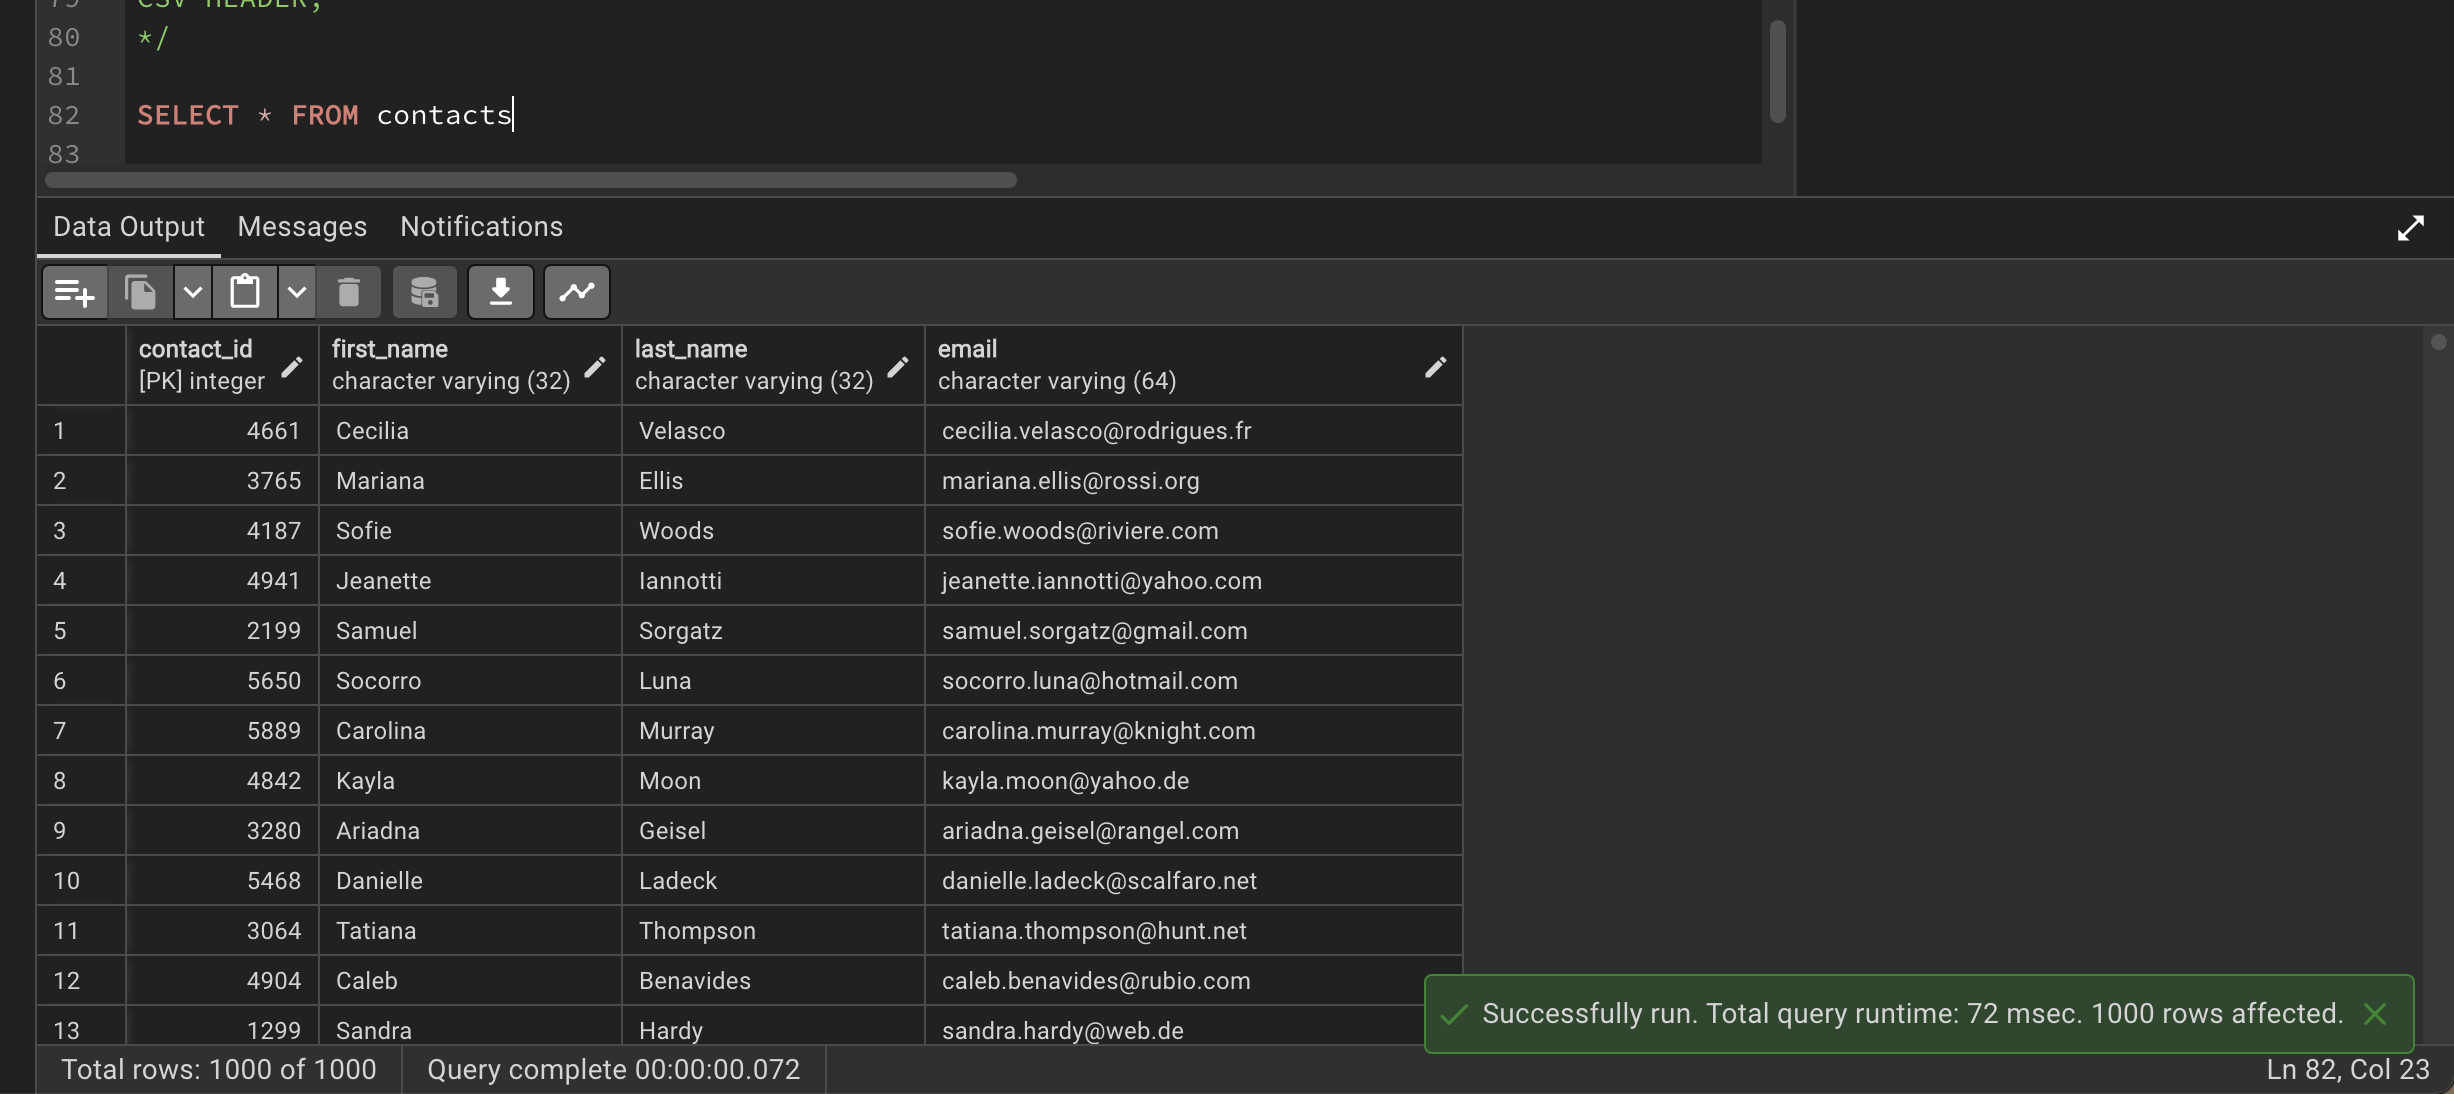 79 CSV HEADER;
80 */
81
82 SELECT * FROM contacts
83
Data Output Messages Notifications
contact_id first_name last_name email
[PK] integer character varying (32) character varying (32) character varying (64)
1 4661 Cecilia Velasco cecilia.velasco@rodrigues.fr
2 3765 Mariana Ellis mariana.ellis@rossi.org
3 4187 Sofie Woods sofie.woods@riviere.com
4 4941 Jeanette Iannotti jeanette.iannotti@yahoo.com
5 2199 Samuel Sorgatz samuel.sorgatz@gmail.com
6 5650 Socorro Luna socorro.luna@hotmail.com
7 5889 Carolina Murray carolina.murray@knight.com
8 4842 Kayla Moon kayla.moon@yahoo.de
9 3280 Ariadna Geisel ariadna.geisel@rangel.com
10 5468 Danielle Ladeck danielle.ladeck@scalfaro.net
11 3064 Tatiana Thompson tatiana.thompson@hunt.net
12 4904 Caleb Benavides caleb.benavides@rubio.com
13 1299 Sandra Hardy sandra.hardy@web.de
Successfully run. Total query runtime: 72 msec. 1000 rows affected.
Total rows: 1000 of 1000 Query complete 00:00:00.072 Ln 82, Col 23